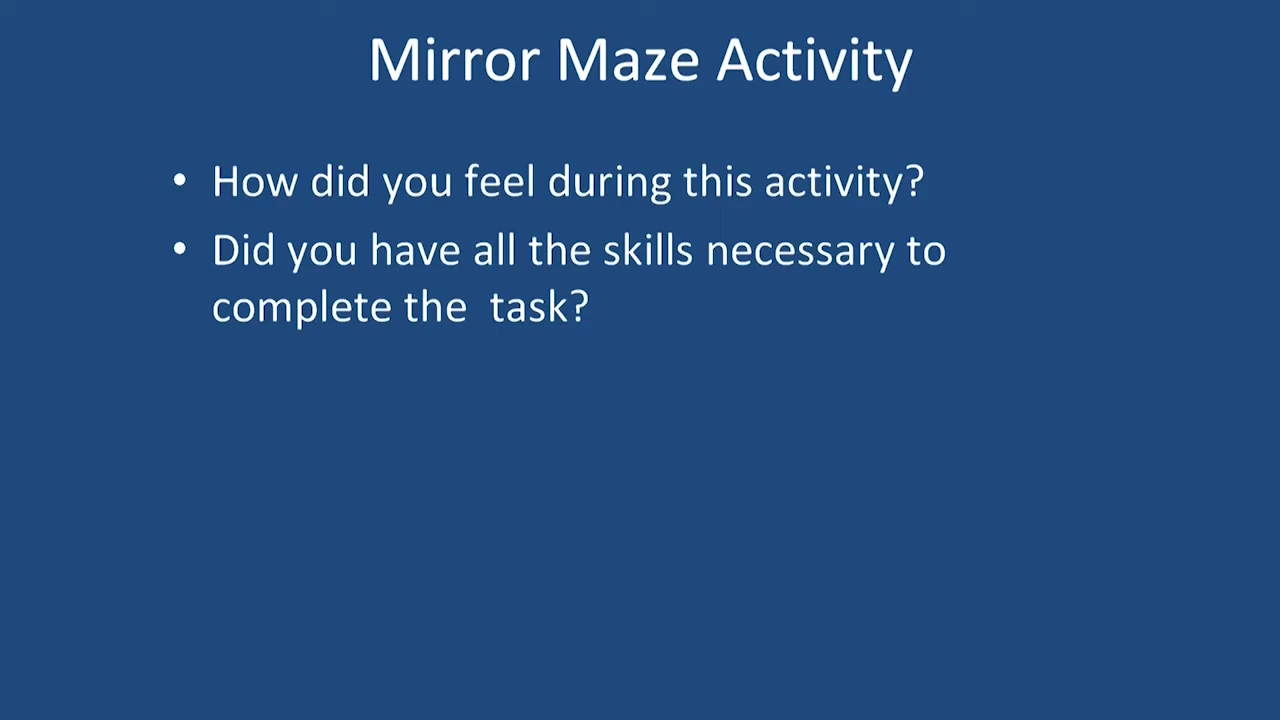 Mirror Maze Activity
• How did you feel during this activity?
• Did you have all the skills necessary to
complete the  task?